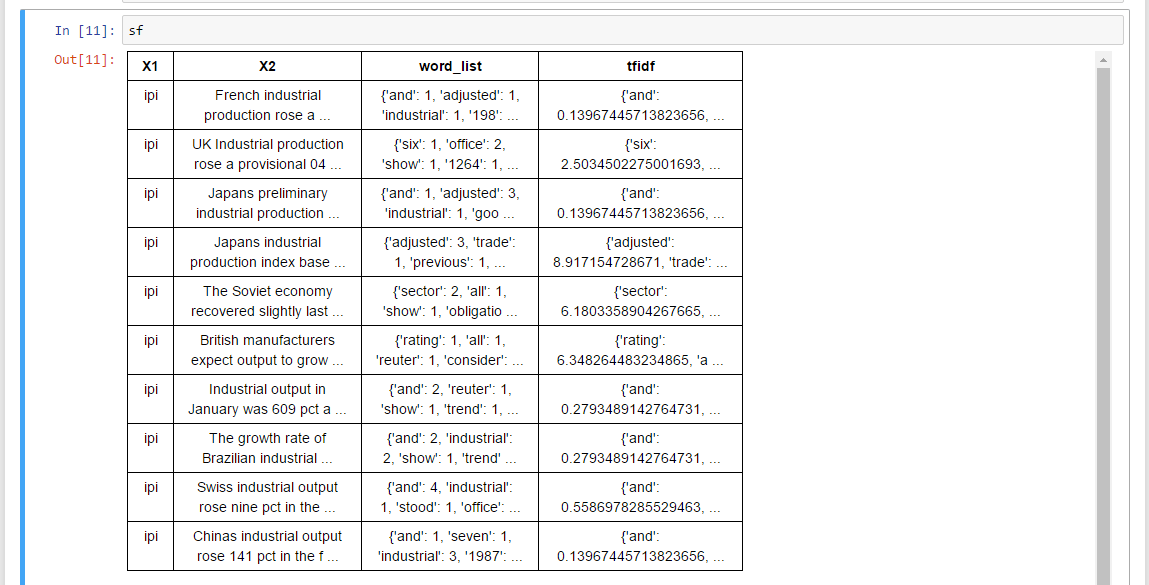 In [11]: sf
Out[11]:
X1 X2 word_list tfidf
ipi French industrial {'and': 1, 'adjusted': 1, {'and':
production rose a ... 'industrial': 1, '198': ... 0.13967445713823656, ...
ipi UK Industrial production {'six': 1, 'office': 2, {'six':
rose a provisional 04 ... 'show': 1, '1264': 1, ... 2.5034502275001693, ...
ipi Japans preliminary {'and': 1, 'adjusted': 3, {'and':
industrial production ... 'industrial': 1, 'goo ... 0.13967445713823656, ...
ipi Japans industrial {'adjusted': 3, 'trade': {'adjusted':
production index base ... 1, 'previous': 1, ... 8.917154728671, 'trade': ...
ipi The Soviet economy {'sector': 2, 'all': 1, {'sector':
recovered slightly last ... 'show': 1, 'obligatio ... 6.1803358904267665, ...
ipi British manufacturers {'rating': 1, 'all': 1, {'rating':
expect output to grow ... 'reuter': 1, 'consider': ... 6.348264483234865, 'a ...
ipi Industrial output in {'and': 2, 'reuter': 1, {'and':
January was 609 pct a ... 'show': 1, 'trend': 1, ... 0.2793489142764731, ...
ipi The growth rate of {'and': 2, 'industrial': {'and':
Brazilian industrial ... 2, 'show': 1, 'trend' ... 0.2793489142764731, ...
ipi Swiss industrial output {'and': 4, 'industrial': {'and':
rose nine pct in the ... 1, 'stood': 1, 'office': ... 0.5586978285529463, ...
ipi Chinas industrial output {'and': 1, 'seven': 1, {'and':
rose 141 pct in the f ... 'industrial': 3, '1987': ... 0.13967445713823656, ...